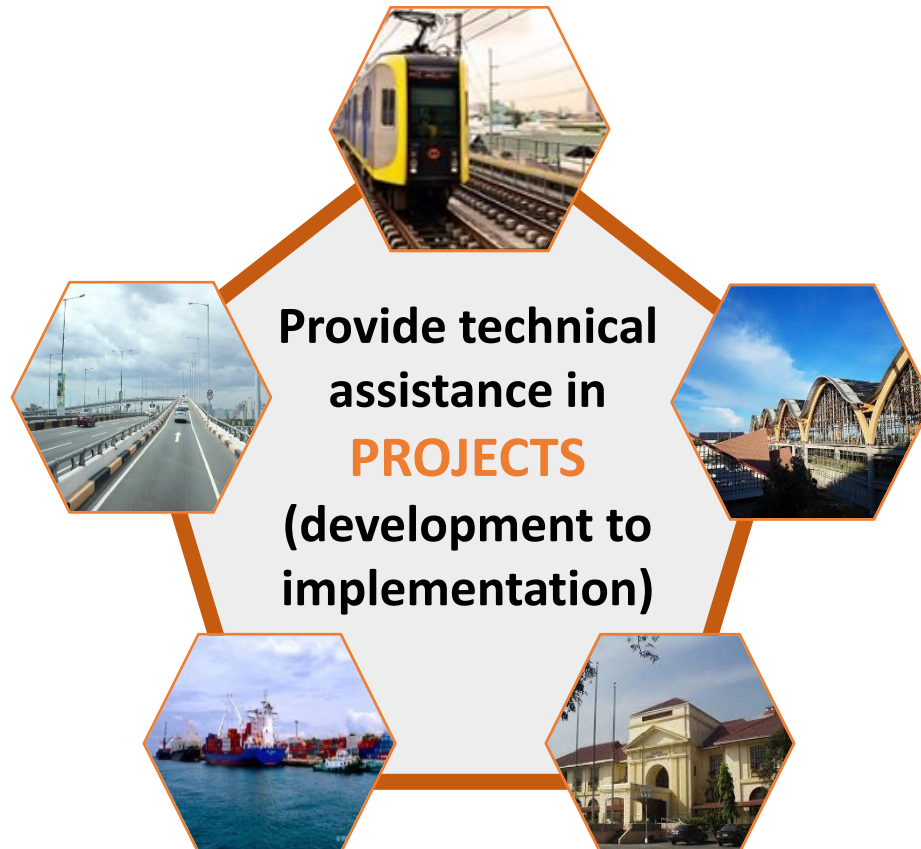 Provide technical
assistance in
PROJECTS
(development to
implementation)